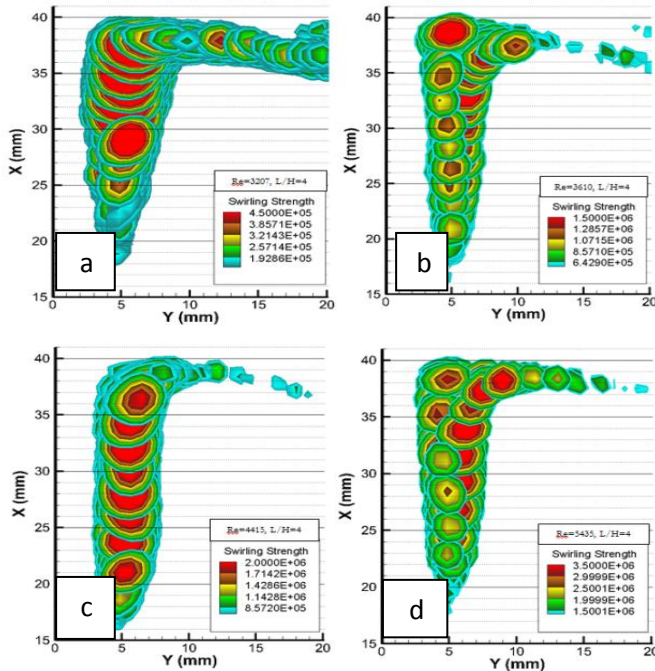 40
35
X (mm)
30
25
20
15
0 5 10 15 20
Y (mm)
Re=3207, L/H=4
Swirling Strength
4.5000E+05
3.8571E+05
3.2143E+05
2.5714E+05
1.9286E+05
a
40
35
X (mm)
30
25
20
15
0 5 10 15 20
Y (mm)
Re=3610, L/H=4
Swirling Strength
1.5000E+06
1.2857E+06
1.0715E+06
8.5710E+05
6.4290E+05
b
40
35
X (mm)
30
25
20
15
0 5 10 15 20
Y (mm)
Re=4415, L/H=4
Swirling Strength
2.0000E+06
1.7142E+06
1.4286E+06
1.1428E+06
8.5720E+05
c
40
35
X (mm)
30
25
20
15
0 5 10 15 20
Y (mm)
Re=5435, L/H=4
Swirling Strength
3.5000E+06
2.9999E+06
2.5001E+06
1.9999E+06
1.5001E+06
d